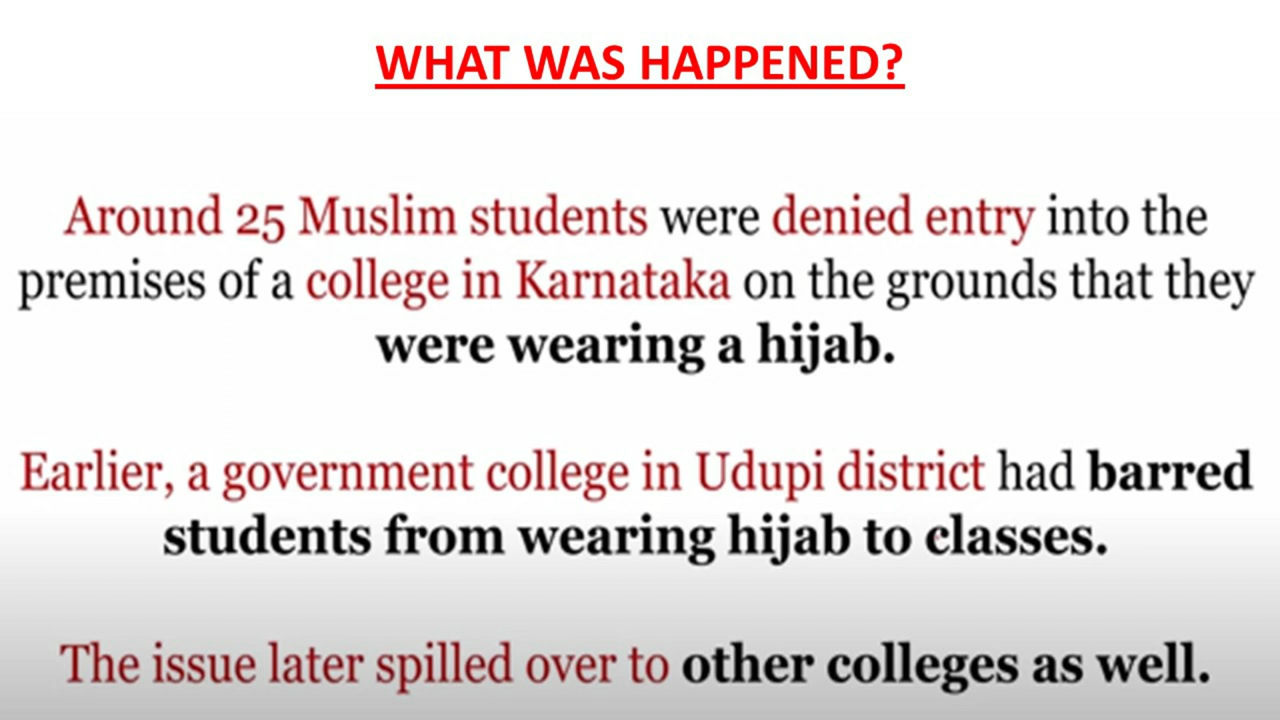 WHAT WAS HAPPENED?
Around 25 Muslim students were denied entry into the
premises of a college in Karnataka on the grounds that they
were wearing a hijab.
Earlier, a government college in Udupi district had barred
students from wearing hijab to classes.
The issue later spilled over to other colleges as well.